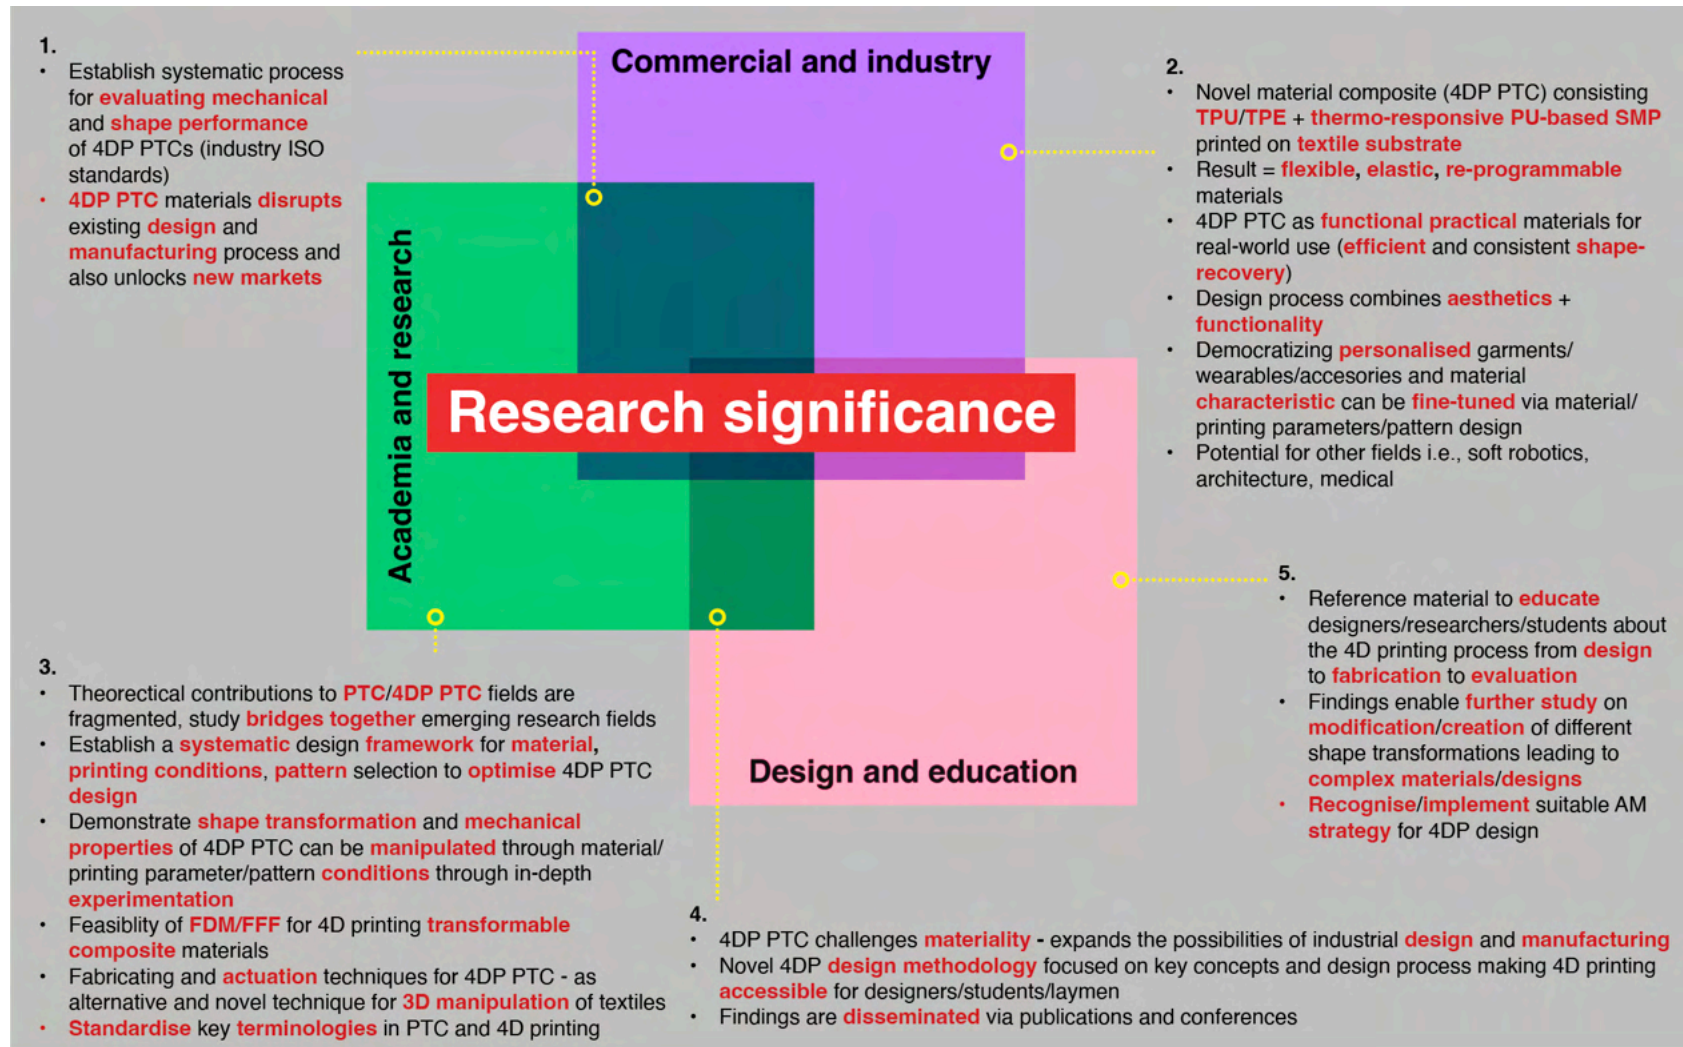 1.
• Establish systematic process
for evaluating mechanical
and shape performance
of 4DP PTCs (industry ISO
standards)
• 4DP PTC materials disrupts
existing design and
manufacturing process and
also unlocks new markets
Commercial and industry
2.
• Novel material composite (4DP PTC) consisting
TPU/TPE + thermo-responsive PU-based SMP
printed on textile substrate
• Result = flexible, elastic, re-programmable
materials
• 4DP PTC as functional practical materials for
real-world use (efficient and consistent shape-
recovery)
• Design process combines aesthetics +
functionality
• Democratizing personalised garments/
wearables/accesories and material
characteristic can be fine-tuned via material/
printing parameters/pattern design
• Potential for other fields i.e., soft robotics,
architecture, medical
Academia and research
Research significance
Design and education
3.
• Theorectical contributions to PTC/4DP PTC fields are
fragmented, study bridges together emerging research fields
• Establish a systematic design framework for material,
printing conditions, pattern selection to optimise 4DP PTC
design
• Demonstrate shape transformation and mechanical
properties of 4DP PTC can be manipulated through material/
printing parameter/pattern conditions through in-depth
experimentation
• Feasiblity of FDM/FFF for 4D printing transformable
composite materials
• Fabricating and actuation techniques for 4DP PTC - as
alternative and novel technique for 3D manipulation of textiles
• Standardise key terminologies in PTC and 4D printing
4.
• 4DP PTC challenges materiality - expands the possibilities of industrial design and manufacturing
• Novel 4DP design methodology focused on key concepts and design process making 4D printing
accessible for designers/students/laymen
• Findings are disseminated via publications and conferences
5.
• Reference material to educate
designers/researchers/students about
the 4D printing process from design
to fabrication to evaluation
• Findings enable further study on
modification/creation of different
shape transformations leading to
complex materials/designs
• Recognise/implement suitable AM
strategy for 4DP design